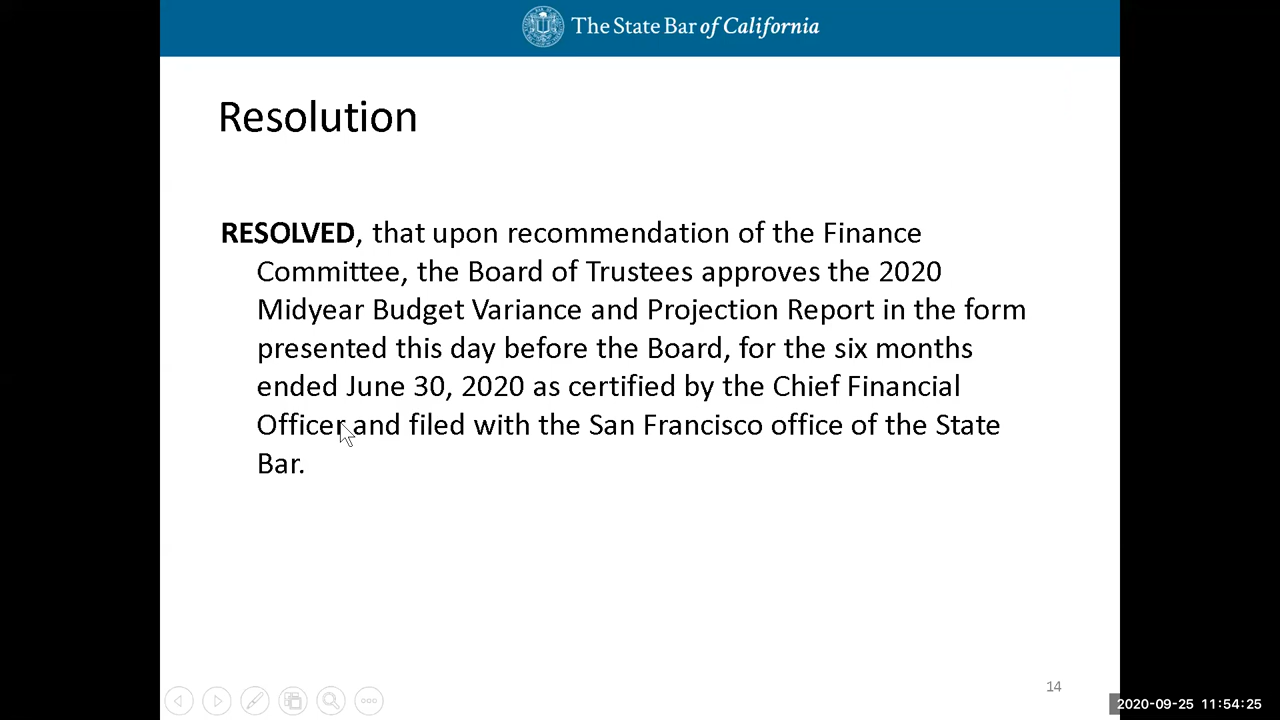 The State Bar of California
Resolution
RESOLVED, that upon recommendation of the Finance
Committee, the Board of Trustees approves the 2020
Midyear Budget Variance and Projection Report in the form
presented this day before the Board, for the six months
ended June 30, 2020 as certified by the Chief Financial
Officer and filed with the San Francisco office of the State
Bar.
14
2020-09-25 11:54:25